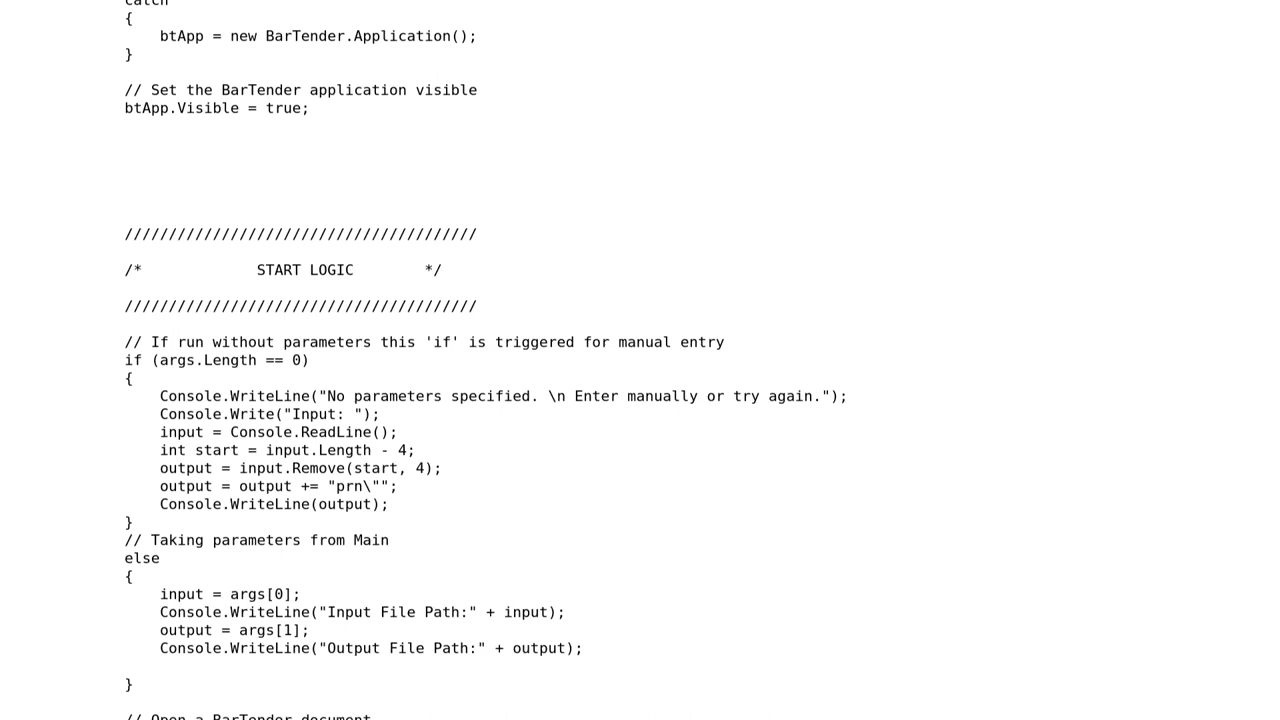 catch
{
    btApp = new BarTender.Application();
}
// Set the BarTender application visible
btApp.Visible = true;
////////////////////////////////////////
/*             START LOGIC        */
////////////////////////////////////////
// If run without parameters this 'if' is triggered for manual entry
if (args.Length == 0)
{
    Console.WriteLine("No parameters specified. \n Enter manually or try again.");
    Console.Write("Input: ");
    input = Console.ReadLine();
    int start = input.Length - 4;
    output = input.Remove(start, 4);
    output = output += "prn\"";
    Console.WriteLine(output);
}
// Taking parameters from Main
else
{
    input = args[0];
    Console.WriteLine("Input File Path:" + input);
    output = args[1];
    Console.WriteLine("Output File Path:" + output);
}
// Open a BarTender document